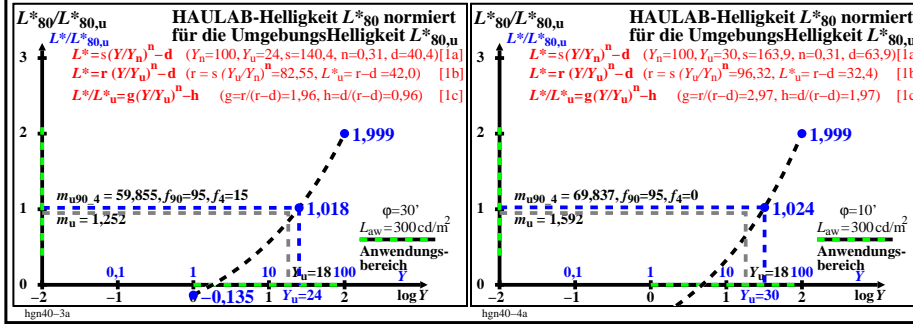 L*80/L*80,u HAULAB-Helligkeit L*80 normiert
L*/L*80,u für die UmgebungsHelligkeit L*80,u
L*=s(Y/Yn)^n−d (Yn=100, Yu=24, s=140,4, n=0,31, d=40,4)[1a]
L*=r (Y/Yu)^n−d (r = s (Yu/Yn)^n=82,55, L*u = r−d=42,0) [1b]
L*/L*u=g(Y/Yu)^n−h (g=r/(r−d)=1,96, h=d/(r−d)=0,96) [1c]
3
2
1,999
mu90_4 = 59,855, f90=95, f4=15
1
1,018
mu = 1,252
φ=30'
Law=300 cd/m²
Anwendungs-
bereich
0,1 1 10 Yu=18 100 Y
0
−0,135
−2 −1 0 Yu=24 2 log Y
hgn40-3a
L*80/L*80,u HAULAB-Helligkeit L*80 normiert
L*/L*80,u für die UmgebungsHelligkeit L*80,u
L*=s(Y/Yn)^n−d (Yn=100, Yu=30, s=163,9, n=0,31, d=63,9)[1a]
L*=r (Y/Yu)^n−d (r = s (Yu/Yn)^n=96,32, L*u = r−d=32,4) [1b
L*/L*u=g(Y/Yu)^n−h (g=r/(r−d)=2,97, h=d/(r−d)=1,97) [1c]
3
2
1,999
mu90_4 = 69,837, f90=95, f4=0
1
1,024
mu = 1,592
φ=10'
Law=300 cd/m²
Anwendungs-
bereich
0,1 1 10 Yu=18 100 Y
0
−2 −1 0 Yu=30 2 log Y
hgn40-4a